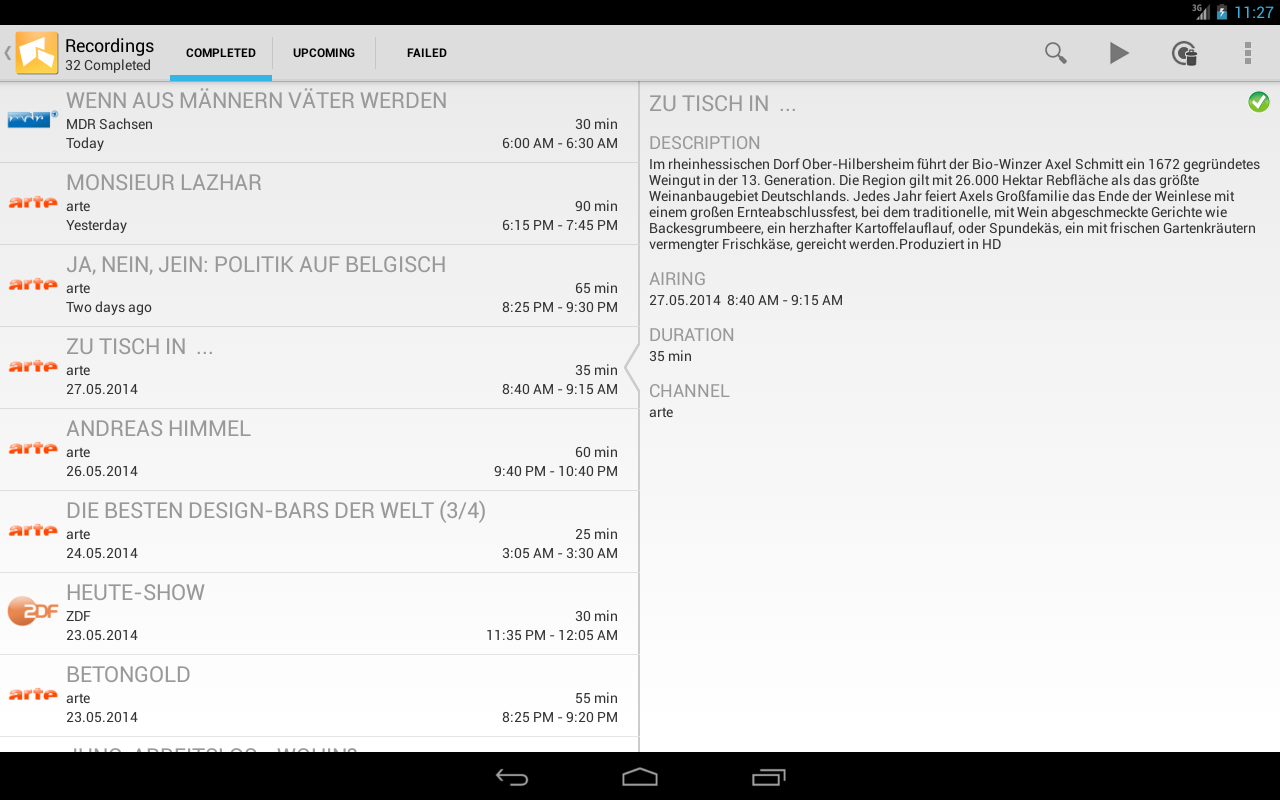 3G 11:27
Recordings
32 Completed
COMPLETED
UPCOMING
FAILED
WENN AUS MÄNNERN VÄTER WERDEN
mdr
MDR Sachsen 30 min
Today 6:00 AM - 6:30 AM
MONSIEUR LAZHAR
arte
arte 90 min
Yesterday 6:15 PM - 7:45 PM
JA, NEIN, JEIN: POLITIK AUF BELGISCH
arte
arte 65 min
Two days ago 8:25 PM - 9:30 PM
ZU TISCH IN ...
arte
arte 35 min
27.05.2014 8:40 AM - 9:15 AM
ANDREAS HIMMEL
arte
arte 60 min
26.05.2014 9:40 PM - 10:40 PM
DIE BESTEN DESIGN-BARS DER WELT (3/4)
arte
arte 25 min
24.05.2014 3:05 AM - 3:30 AM
HEUTE-SHOW
ZDF
ZDF 30 min
23.05.2014 11:35 PM - 12:05 AM
BETONGOLD
arte
arte 55 min
23.05.2014 8:25 PM - 9:20 PM
JUNG, ARBEITSLOS - WOHIN?
ZU TISCH IN ...
DESCRIPTION
Im rheinhessischen Dorf Ober-Hilbersheim führt der Bio-Winzer Axel Schmitt ein 1672 gegründetes
Weingut in der 13. Generation. Die Region gilt mit 26.000 Hektar Rebfläche als das größte
Weinanbaugebiet Deutschlands. Jedes Jahr feiert Axels Großfamilie das Ende der Weinlese mit
einem großen Ernteabschlussfest, bei dem traditionelle, mit Wein abgeschmeckte Gerichte wie
Backesgrumbeere, ein herzhafter Kartoffelauflauf, oder Spundekäs, ein mit frischen Gartenkräutern
vermengter Frischkäse, gereicht werden.Produziert in HD
AIRING
27.05.2014 8:40 AM - 9:15 AM
DURATION
35 min
CHANNEL
arte